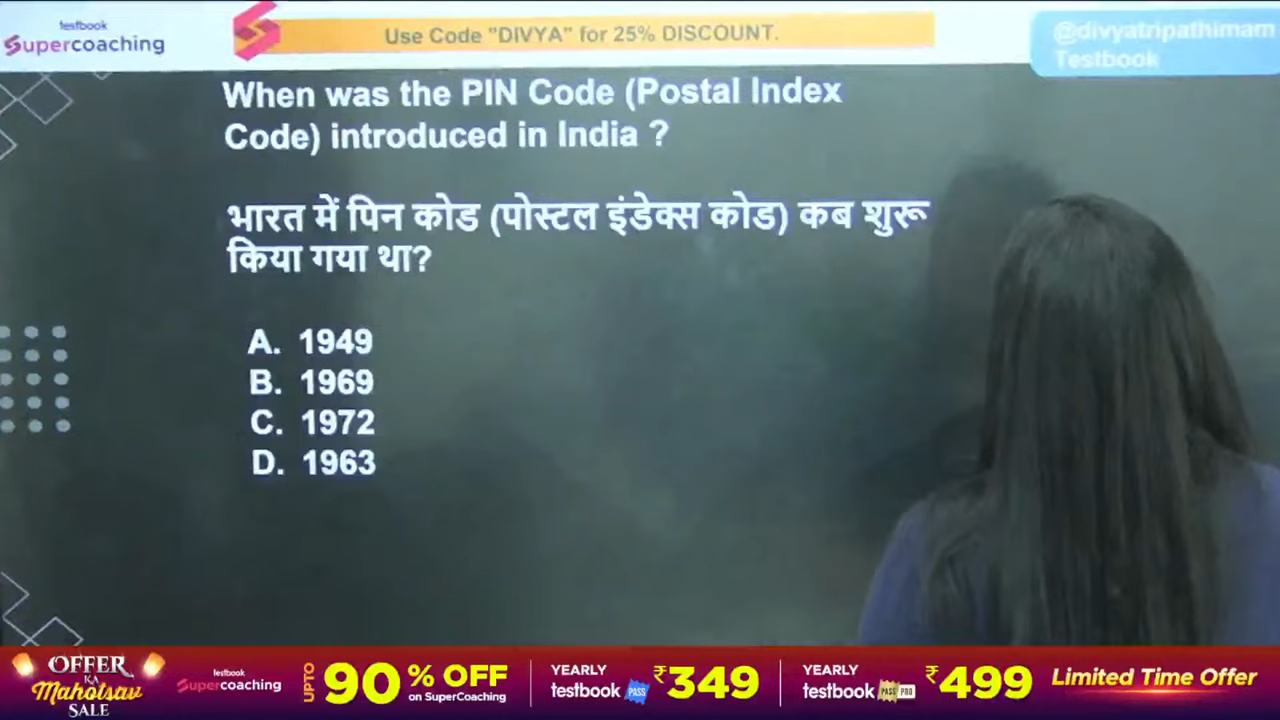 testbook
Supercoaching
Use Code "DIVYA" for 25% DISCOUNT.
@divyatripathimam
Testbook
When was the PIN Code (Postal Index
Code) introduced in India ?
भारत में पिन कोड (पोस्टल इंडेक्स कोड) कब शुरू
किया गया था?
A. 1949
B. 1969
C. 1972
D. 1963
OFFER
KA
Mahotsav
SALE
testbook
Supercoaching
UPTO 90% OFF
on SuperCoaching
YEARLY
testbook PASS
₹349
YEARLY
testbook PASS PRO
₹499
Limited Time Offer